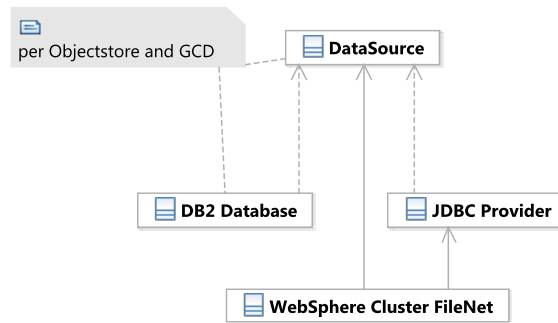 per Objectstore and GCD
DataSource
DB2 Database
JDBC Provider
WebSphere Cluster FileNet